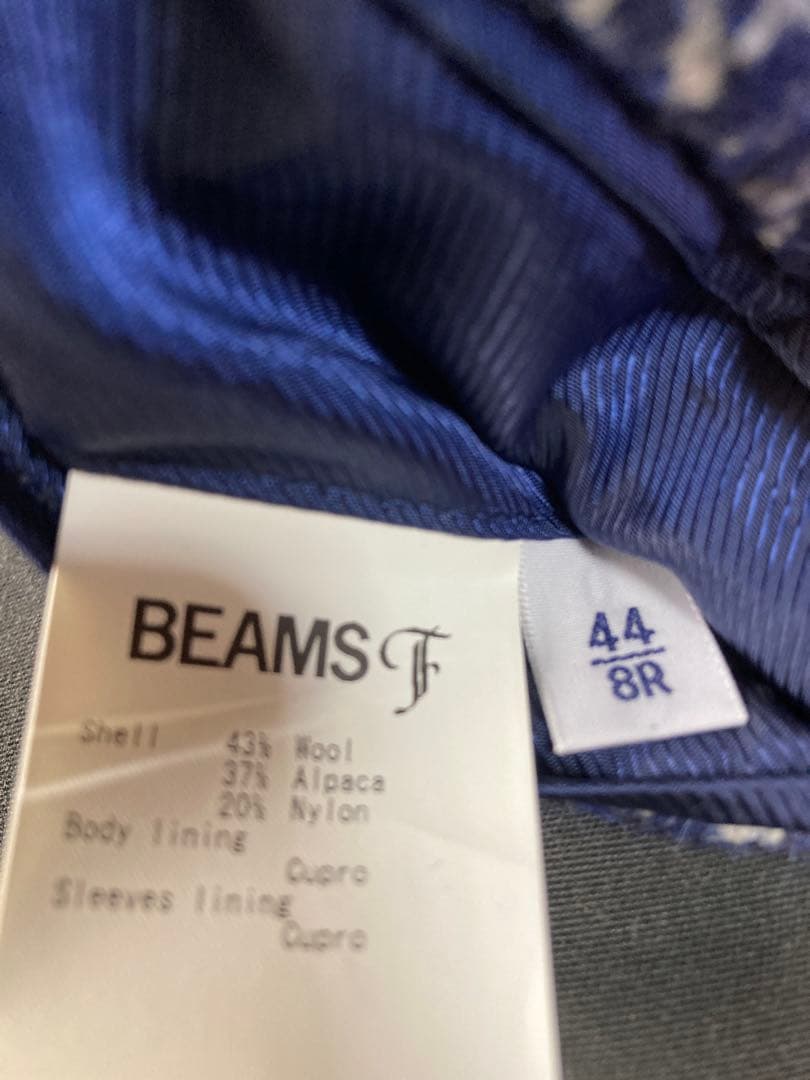 BEAMS F
44
8R
Shell 43% Wool
37% Alpaca
20% Nylon
Body lining
Cupro
Sleeves lining
Cupro